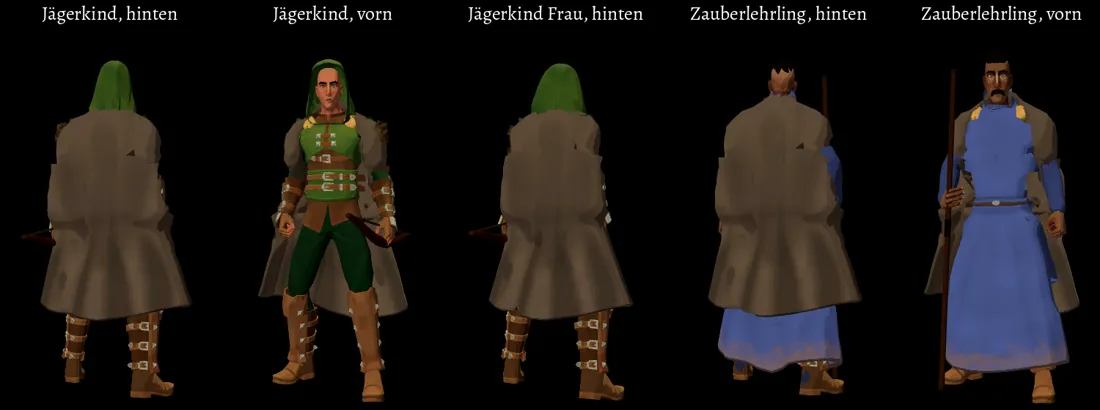 Jägerkind, hinten
Jägerkind, vorn
Jägerkind Frau, hinten
Zauberlehrling, hinten
Zauberlehrling, vorn